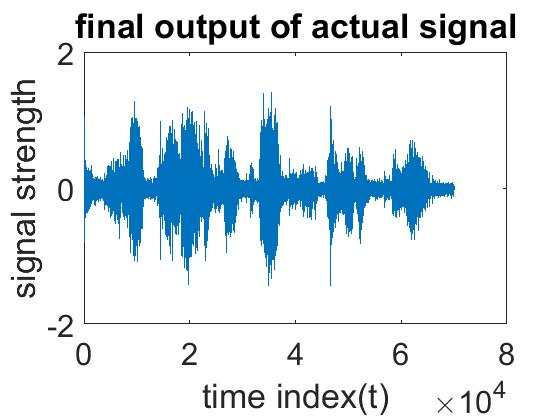 final output of actual signal
signal strength
2
0
-2
0 2 4 6 8
time index(t)
×10^4